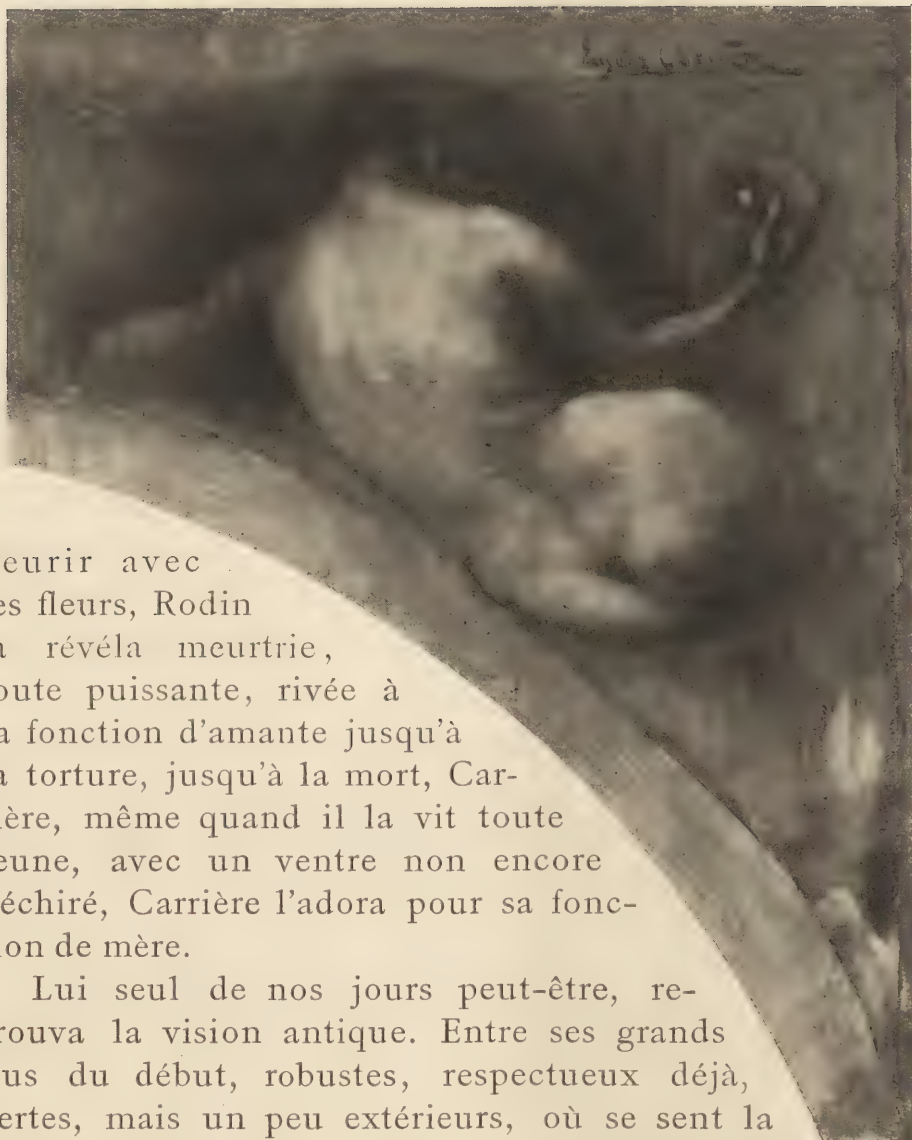 eurir avec
es fleurs, Rodin
a révéla meurtrie,
oute puissante, rivée à
a fonction d'amante jusqu'à
a torture, jusqu'à la mort, Car-
ière, même quand il la vit toute
eune, avec un ventre non encore
échiré, Carrière l'adora pour sa fonc-
ion de mère.
Lui seul de nos jours peut-être, re-
rouva la vision antique. Entre ses grands
us du début, robustes, respectueux déjà,
ertes, mais un peu extérieurs, où se sent la